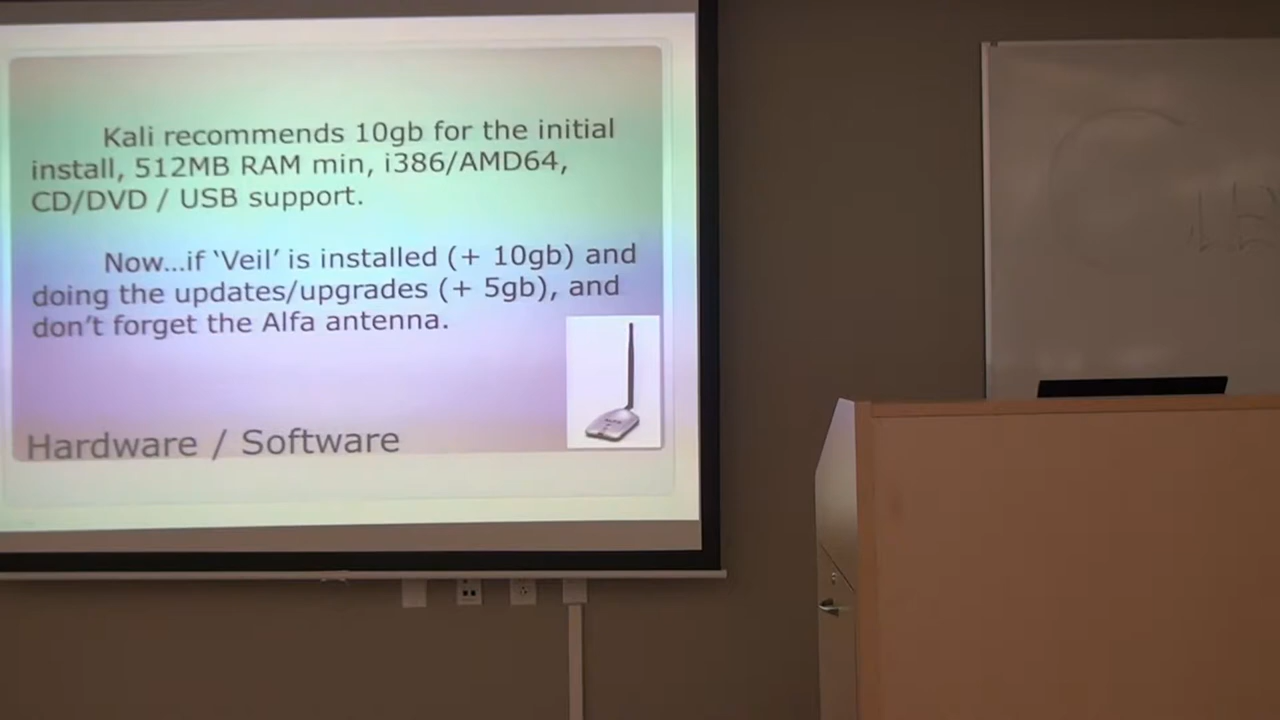 Kali recommends 10gb for the initial
install, 512MB RAM min, i386/AMD64,
CD/DVD / USB support.
Now...if ‘Veil’ is installed (+ 10gb) and
doing the updates/upgrades (+ 5gb), and
don’t forget the Alfa antenna.
Hardware / Software